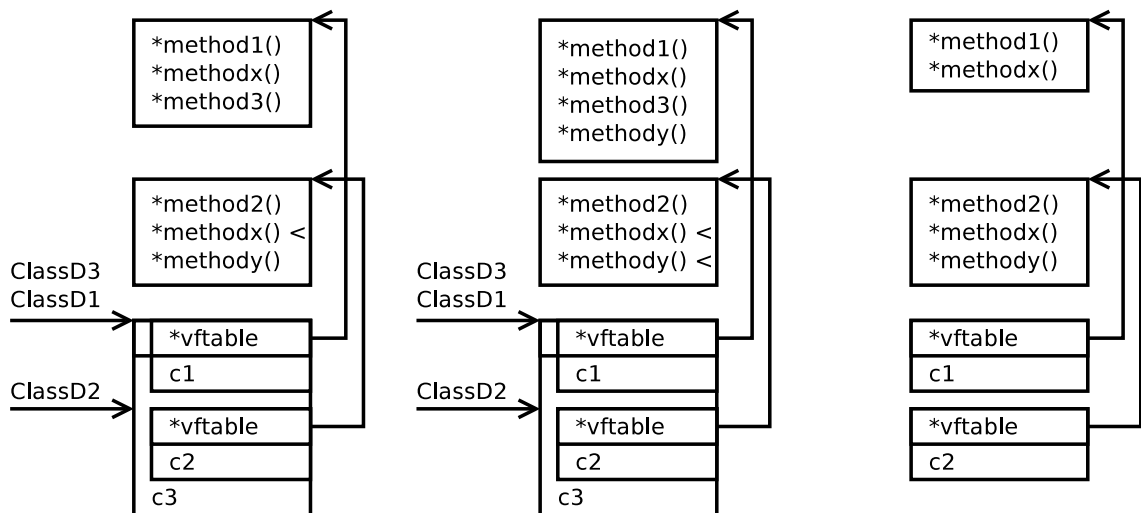 *method1()
*methodx()
*method3()
*method2()
*methodx() <
*methody()
ClassD3
ClassD1
*vftable
c1
ClassD2
*vftable
c2
c3
*method1()
*methodx()
*method3()
*methody()
*method2()
*methodx() <
*methody() <
ClassD3
ClassD1
*vftable
c1
ClassD2
*vftable
c2
c3
*method1()
*methodx()
*method2()
*methodx()
*methody()
*vftable
c1
*vftable
c2